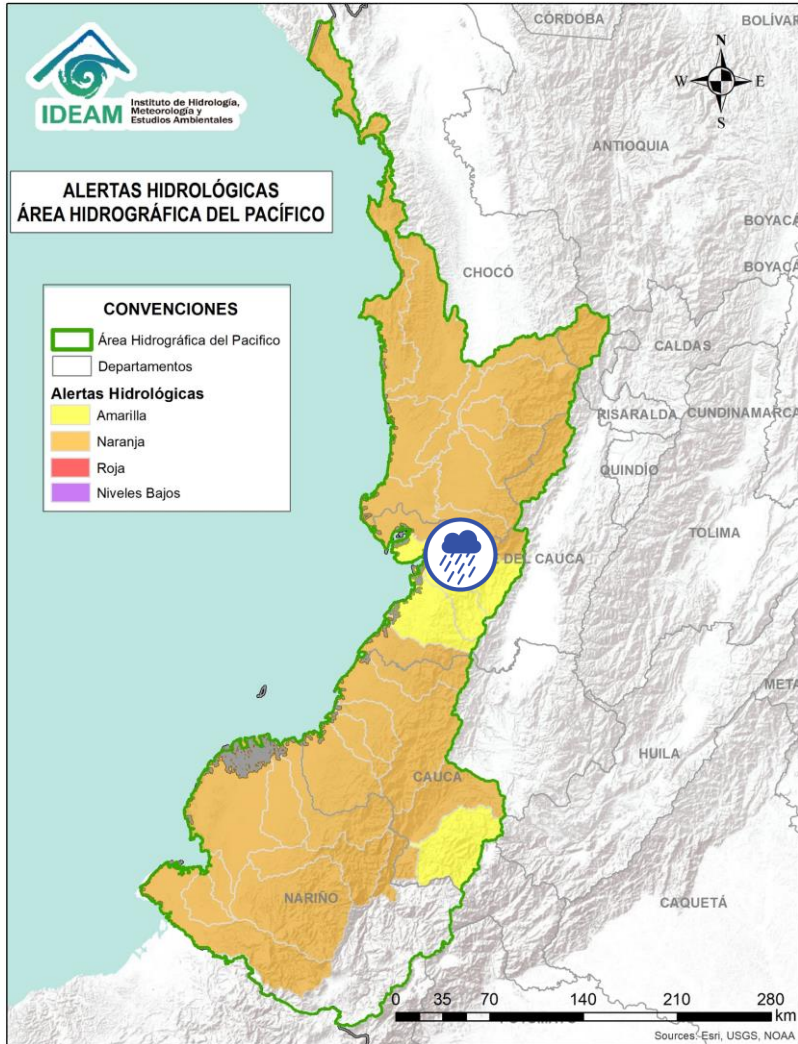 IDEAM
Instituto de Hidrología,
Meteorología y
Estudios Ambientales
ALERTAS HIDROLÓGICAS
ÁREA HIDROGRÁFICA DEL PACÍFICO
CONVENCIONES
Área Hidrográfica del Pacifico
Departamentos
Alertas Hidrológicas
Amarilla
Naranja
Roja
Niveles Bajos
CÓRDOBA
BOLÍVAR
N
W
E
S
ANTIOQUIA
BOYACÁ
CHOCÓ
BOYACÁ
CALDAS
RISARALDA
CUNDINAMARCA
QUINDÍO
TOLIMA
DEL CAUCA
META
HUILA
CAUCA
NARIÑO
CAQUETÁ
0 35 70 140 210 280
km
Sources: Esri, USGS, NOAA